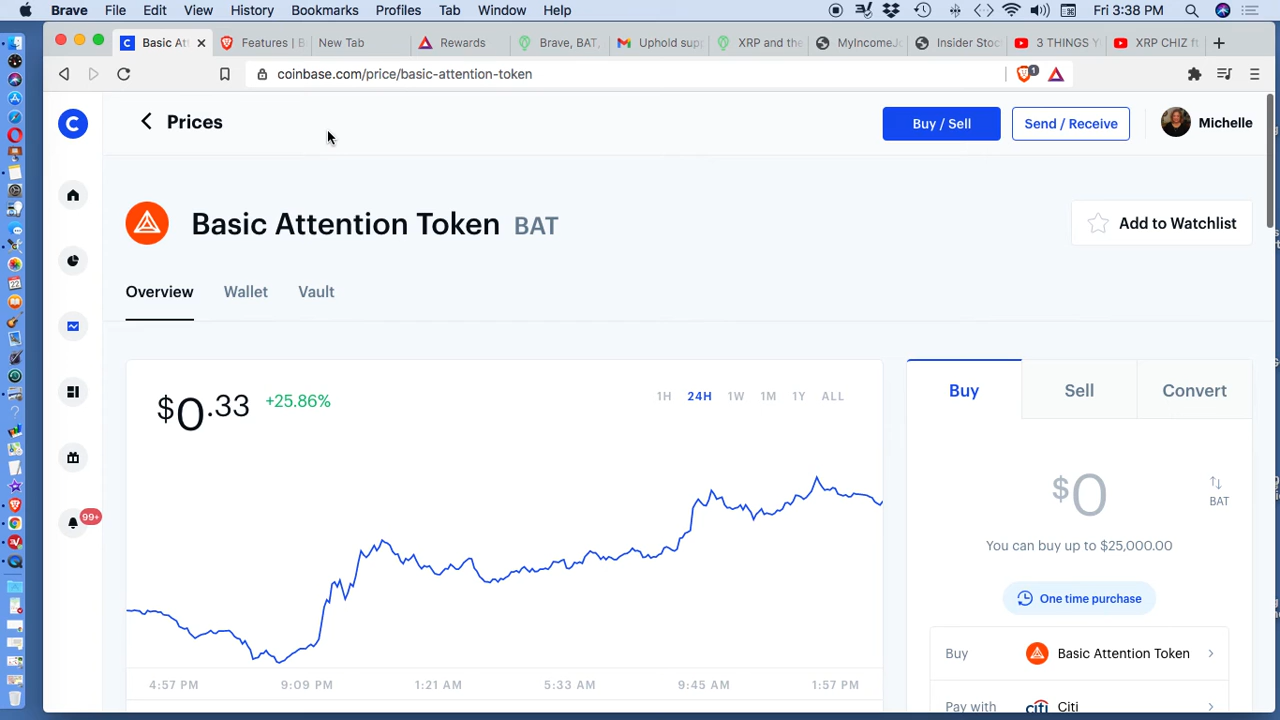 Brave File Edit View History Bookmarks Profiles Tab Window Help Fri 3:38 PM
Basic At Features | B New Tab Rewards Brave, BAT, Uphold supp XRP and the MyIncomeJ Insider Stoc 3 THINGS Y XRP CHIZ f
coinbase.com/price/basic-attention-token 1
C Prices Buy / Sell Send / Receive Michelle
Basic Attention Token BAT Add to Watchlist
Overview Wallet Vault
$0.33 +25.86% 1H 24H 1W 1M 1Y ALL
Buy Sell Convert
$0 BAT
You can buy up to $25,000.00
99+
One time purchase
Buy Basic Attention Token
4:57 PM 9:09 PM 1:21 AM 5:33 AM 9:45 AM 1:57 PM
Pay with citi Citi